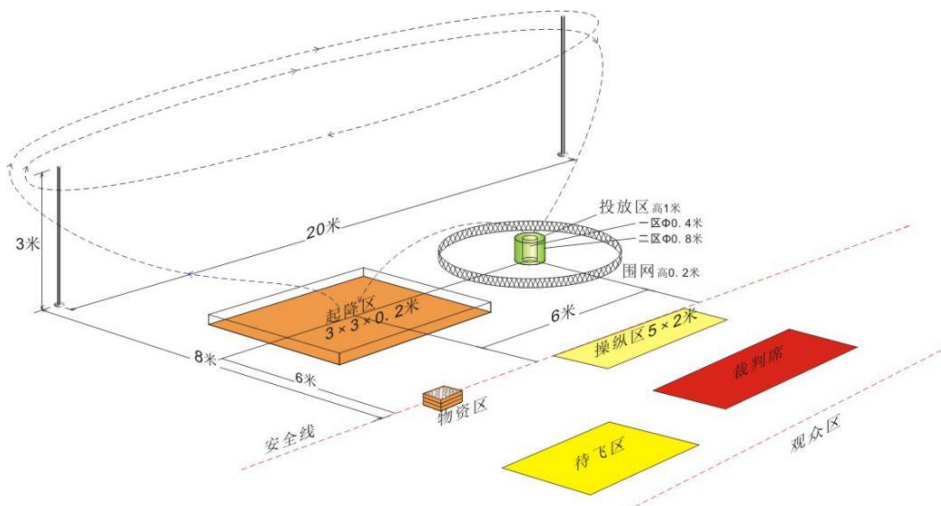 3米
20米
投放区 高1米
一区Φ0.4米
二区Φ0.8米
围网 高0.2米
起降区
3×3×0.2米
6米
操纵区5×2米
8米
6米
裁判席
物资区
安全线
待飞区
观众区